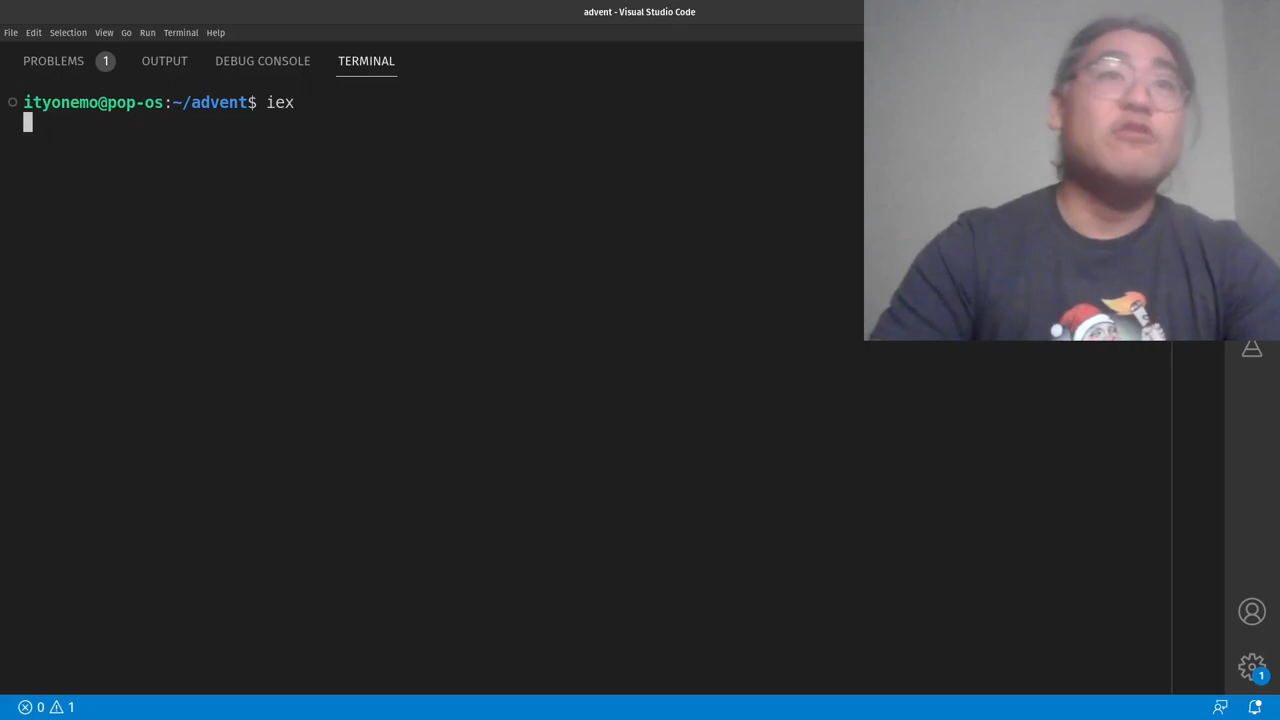 advent - Visual Studio Code
File Edit Selection View Go Run Terminal Help
PROBLEMS 1 OUTPUT DEBUG CONSOLE TERMINAL
ityonemo@pop-os:~/advent$ iex
1
0 1